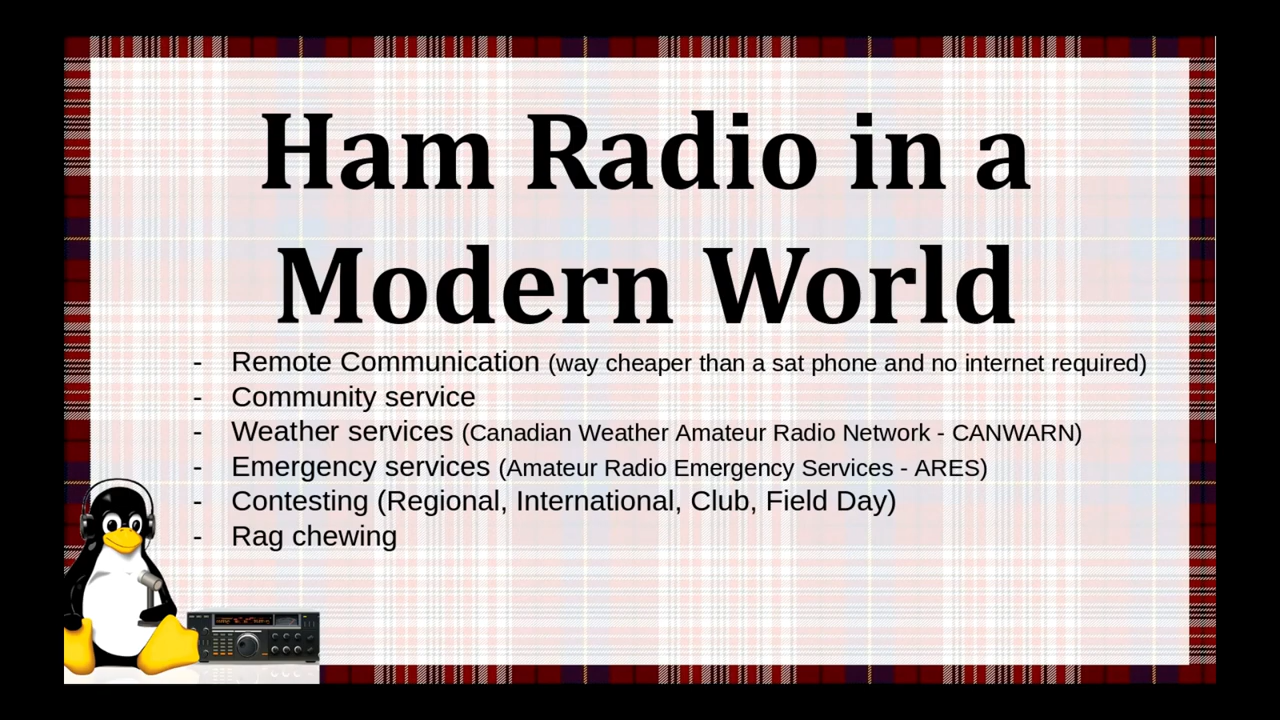 Ham Radio in a
Modern World
- Remote Communication (way cheaper than a sat phone and no internet required)
- Community service
- Weather services (Canadian Weather Amateur Radio Network - CANWARN)
- Emergency services (Amateur Radio Emergency Services - ARES)
- Contesting (Regional, International, Club, Field Day)
- Rag chewing